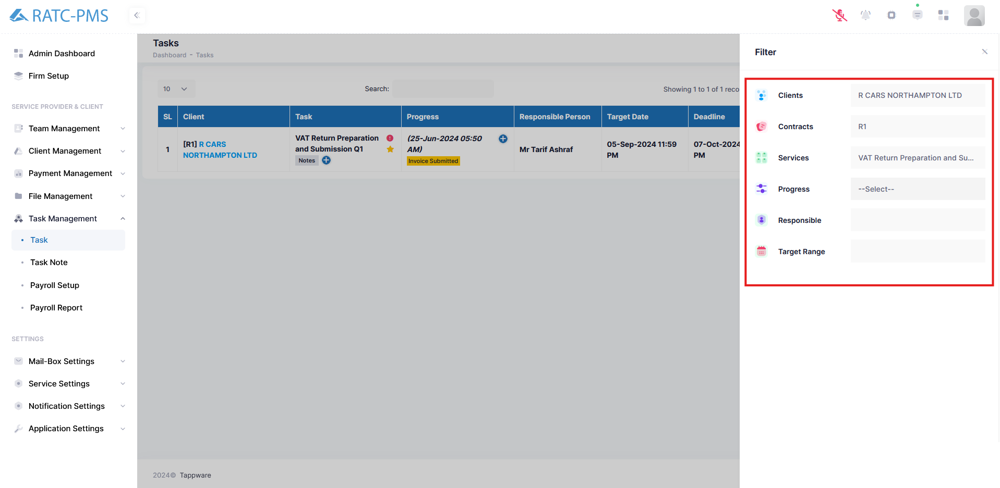 RATC-PMS
Admin Dashboard
Firm Setup
SERVICE PROVIDER & CLIENT
Team Management
Client Management
Payment Management
File Management
Task Management
Task
Task Note
Payroll Setup
Payroll Report
SETTINGS
Mail-Box Settings
Service Settings
Notification Settings
Application Settings
Tasks
Dashboard - Tasks
10
Search:
Showing 1 to 1 of 1 reco
SL Client Task Progress Responsible Person Target Date Deadline
1
[R1] R CARS
NORTHAMPTON LTD
VAT Return Preparation
and Submission Q1
Notes
(25-Jun-2024 05:50
AM)
Invoice Submitted
Mr Tarif Ashraf
05-Sep-2024 11:59
PM
07-Oct-2024
PM
2024© Tappware
Filter
Clients R CARS NORTHAMPTON LTD
Contracts R1
Services VAT Return Preparation and Su...
Progress --Select--
Responsible
Target Range